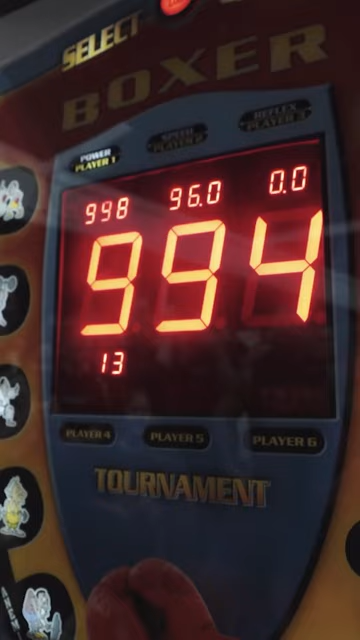 SELECT
BOXER
POWER SPEED REFLEX
PLAYER 1 PLAYER 2 PLAYER 3
998 96.0 0.0
994
13
PLAYER 4 PLAYER 5 PLAYER 6
TOURNAMENT